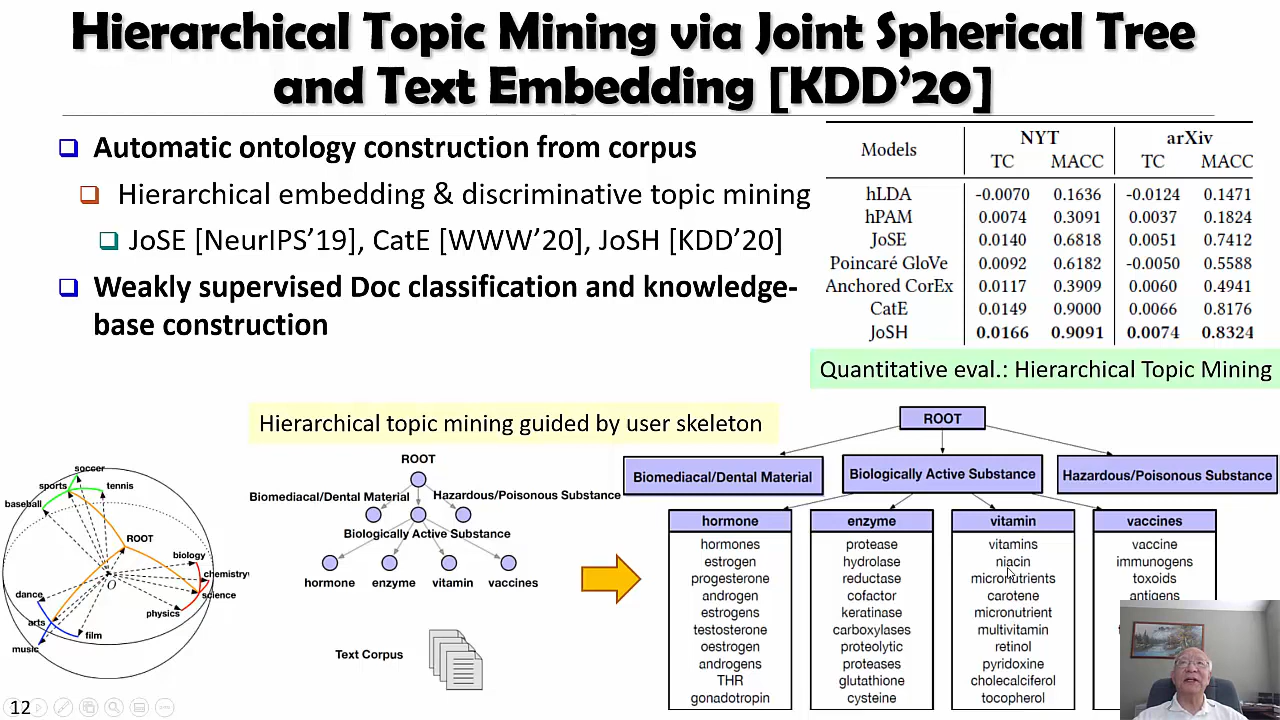 Hierarchical Topic Mining via Joint Spherical Tree
and Text Embedding [KDD’20]
Automatic ontology construction from corpus
Hierarchical embedding & discriminative topic mining
JoSE [NeurIPS’19], CatE [WWW’20], JoSH [KDD’20]
Weakly supervised Doc classification and knowledge-
base construction
Models NYT arXiv
TC MACC TC MACC
hLDA -0.0070 0.1636 -0.0124 0.1471
hPAM 0.0074 0.3091 0.0037 0.1824
JoSE 0.0140 0.6818 0.0051 0.7412
Poincaré GloVe 0.0092 0.6182 -0.0050 0.5588
Anchored CorEx 0.0117 0.3909 0.0060 0.4941
CatE 0.0149 0.9000 0.0066 0.8176
JoSH 0.0166 0.9091 0.0074 0.8324
Quantitative eval.: Hierarchical Topic Mining
Hierarchical topic mining guided by user skeleton
soccer
sports
tennis
baseball
ROOT
biology
chemistry
O
science
dance
physics
arts
film
music
ROOT
Biomediacal/Dental Material
Hazardous/Poisonous Substance
Biologically Active Substance
hormone enzyme vitamin vaccines
Text Corpus
ROOT
Biomediacal/Dental Material
Biologically Active Substance
Hazardous/Poisonous Substance
hormone
hormones
estrogen
progesterone
androgen
estrogens
testosterone
oestrogen
androgens
THR
gonadotropin
enzyme
protease
hydrolase
reductase
cofactor
keratinase
carboxylases
proteolytic
proteases
glutathione
cysteine
vitamin
vitamins
niacin
micronutrients
carotene
micronutrient
multivitamin
retinol
pyridoxine
cholecalciferol
tocopherol
vaccines
vaccine
immunogens
toxoids
antigens
12